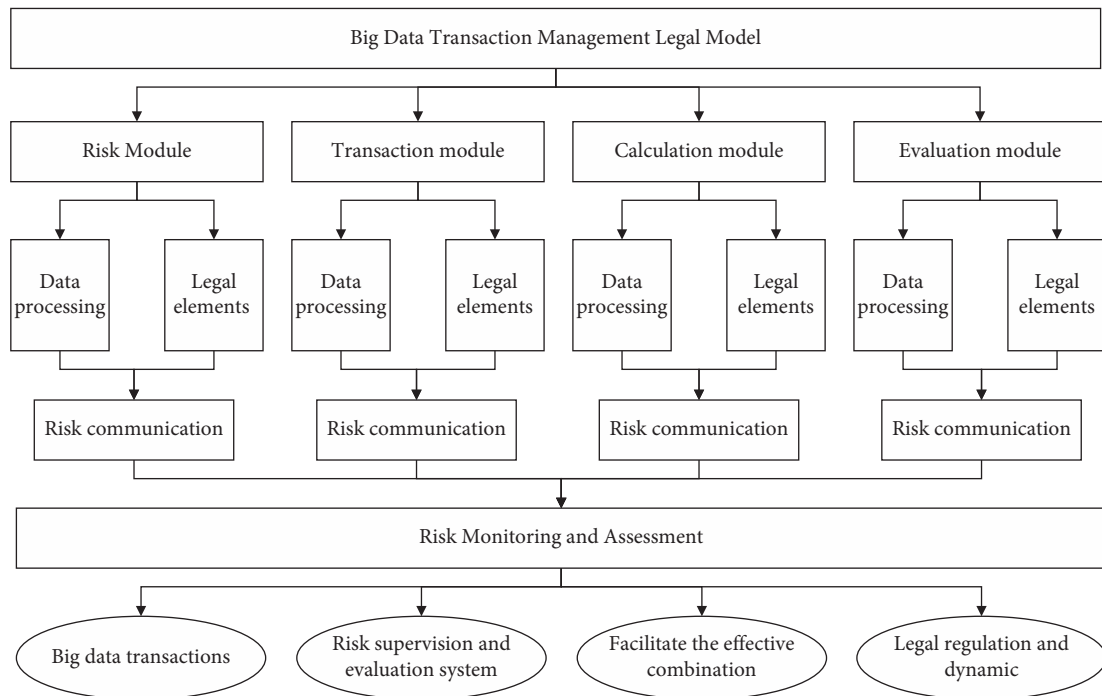 Big Data Transaction Management Legal Model
Risk Module
Transaction module
Calculation module
Evaluation module
Data
processing
Legal
elements
Data
processing
Legal
elements
Data
processing
Legal
elements
Data
processing
Legal
elements
Risk communication
Risk communication
Risk communication
Risk communication
Risk Monitoring and Assessment
Big data transactions
Risk supervision and
evaluation system
Facilitate the effective
combination
Legal regulation and
dynamic